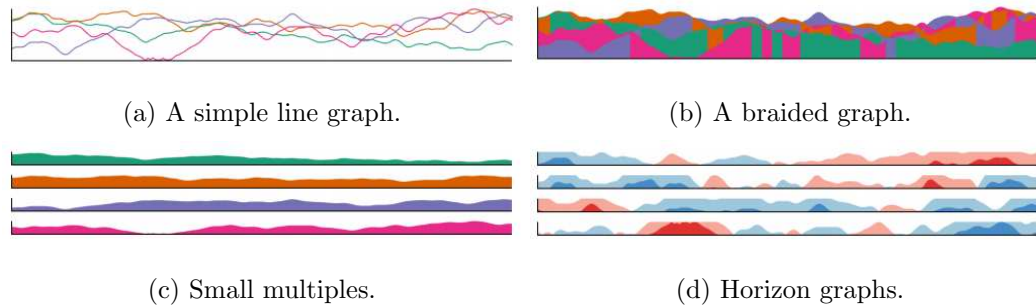 (a) A simple line graph.
(b) A braided graph.
(c) Small multiples.
(d) Horizon graphs.